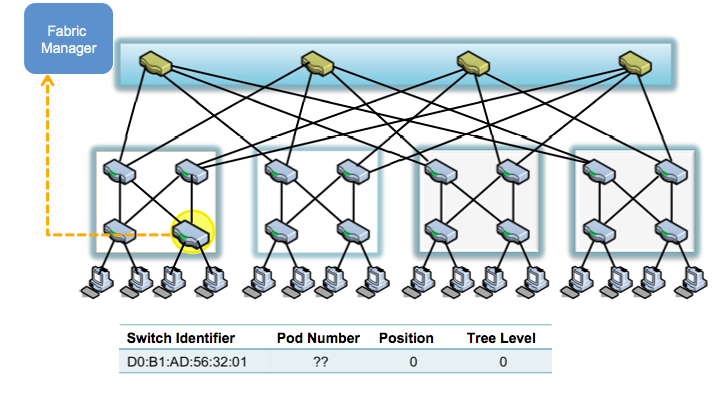 Fabric
Manager
Switch Identifier Pod Number Position Tree Level
D0:B1:AD:56:32:01 ?? 0 0